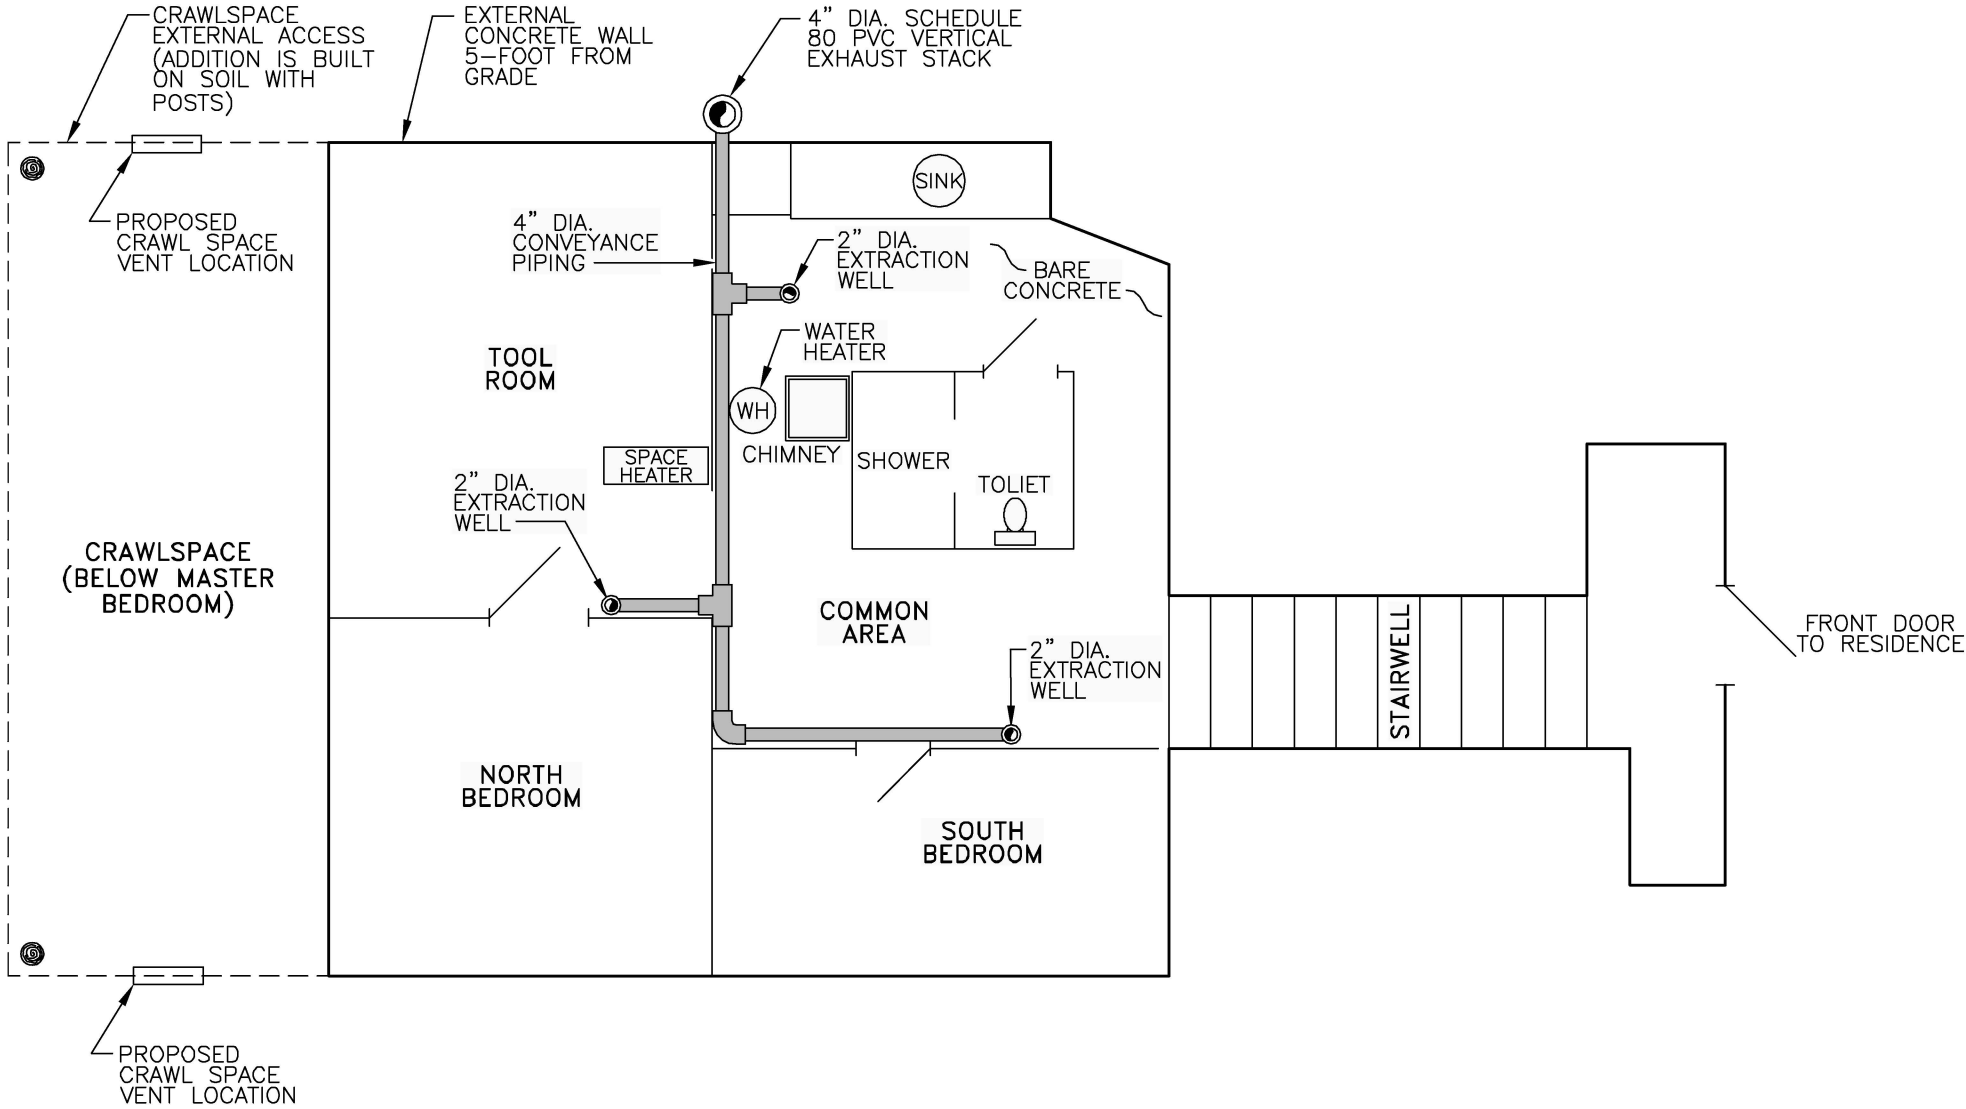 CRAWLSPACE
EXTERNAL ACCESS
(ADDITION IS BUILT
ON SOIL WITH
POSTS)
EXTERNAL
CONCRETE WALL
5-FOOT FROM
GRADE
4" DIA. SCHEDULE
80 PVC VERTICAL
EXHAUST STACK
SINK
PROPOSED
CRAWL SPACE
VENT LOCATION
4" DIA.
CONVEYANCE
PIPING
2" DIA.
EXTRACTION
WELL
BARE
CONCRETE
WATER
HEATER
TOOL
ROOM
WH
CHIMNEY
SHOWER
SPACE
HEATER
TOLIET
2" DIA.
EXTRACTION
WELL
CRAWLSPACE
(BELOW MASTER
BEDROOM)
COMMON
AREA
2" DIA.
EXTRACTION
WELL
STAIRWELL
FRONT DOOR
TO RESIDENCE
NORTH
BEDROOM
SOUTH
BEDROOM
PROPOSED
CRAWL SPACE
VENT LOCATION